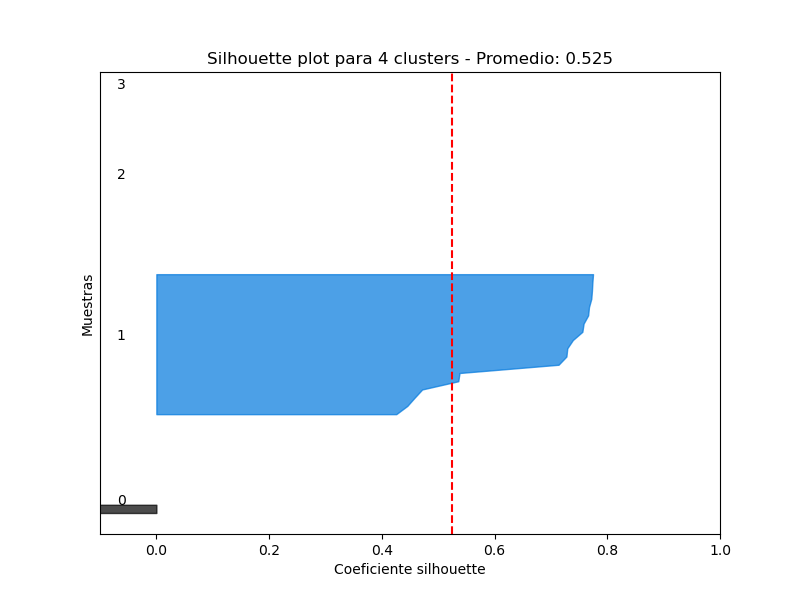 Silhouette plot para 4 clusters - Promedio: 0.525
3
2
1
0
Muestras
0.0 0.2 0.4 0.6 0.8 1.0
Coeficiente silhouette